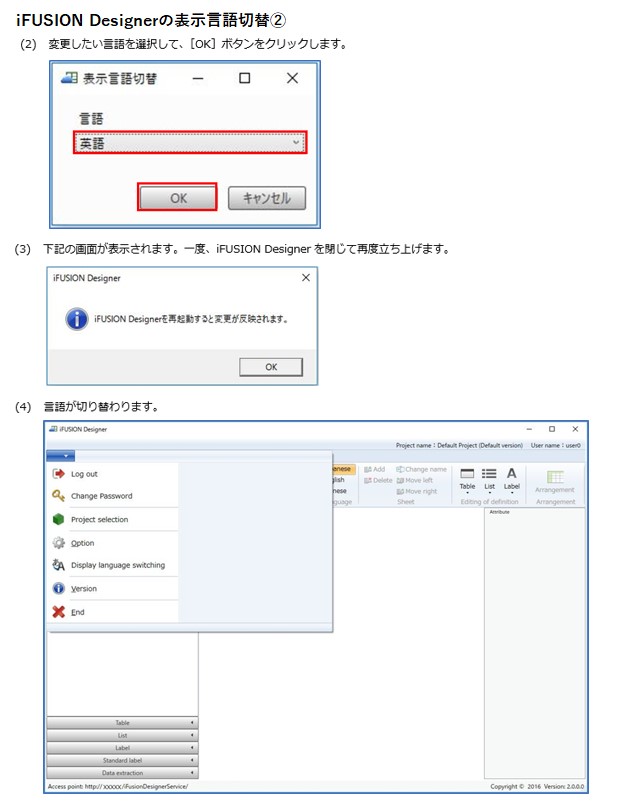 iFUSION Designerの表示言語切替②
(2) 変更したい言語を選択して、[OK] ボタンをクリックします。
表示言語切替
言語
英語
OK キャンセル
(3) 下記の画面が表示されます。一度、iFUSION Designer を閉じて再度立ち上げます。
iFUSION Designer
iFUSION Designerを再起動すると変更が反映されます。
OK
(4) 言語が切り替わります。
iFUSION Designer
Project name : Default Project (Default version) User name : user0
Log out
Change Password
Project selection
Option
Display language switching
Version
End
anese
glish
nese
guage
Add Change name
Delete Move left
Move right
Sheet
Table List Label
Editing of definition
Arrangement
Arrangement
Attribute
Table
List
Label
Standard label
Data extraction
Access point: http://xxxxx/iFusionDesignerService/ Copyright © 2016 Version: 2.0.0.0